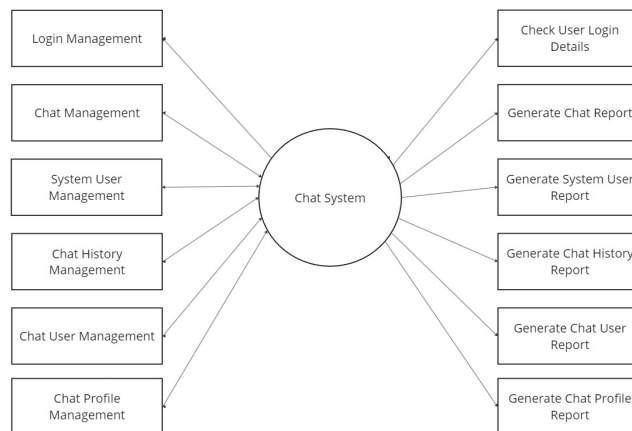 Login Management
Chat Management
System User
Management
Chat History
Management
Chat User Management
Chat Profile
Management
Chat System
Check User Login
Details
Generate Chat Report
Generate System User
Report
Generate Chat History
Report
Generate Chat User
Report
Generate Chat Profile
Report